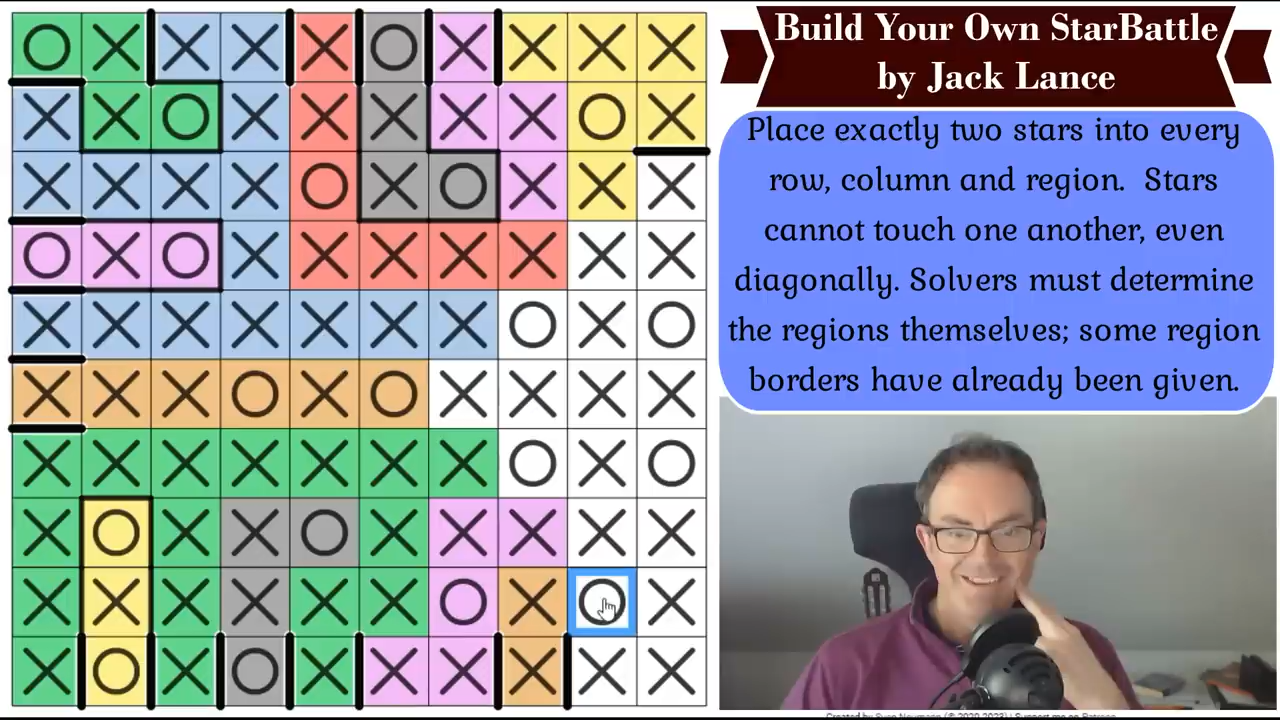 Build Your Own StarBattle
by Jack Lance
Place exactly two stars into every
row, column and region. Stars
cannot touch one another, even
diagonally. Solvers must determine
the regions themselves; some region
borders have already been given.